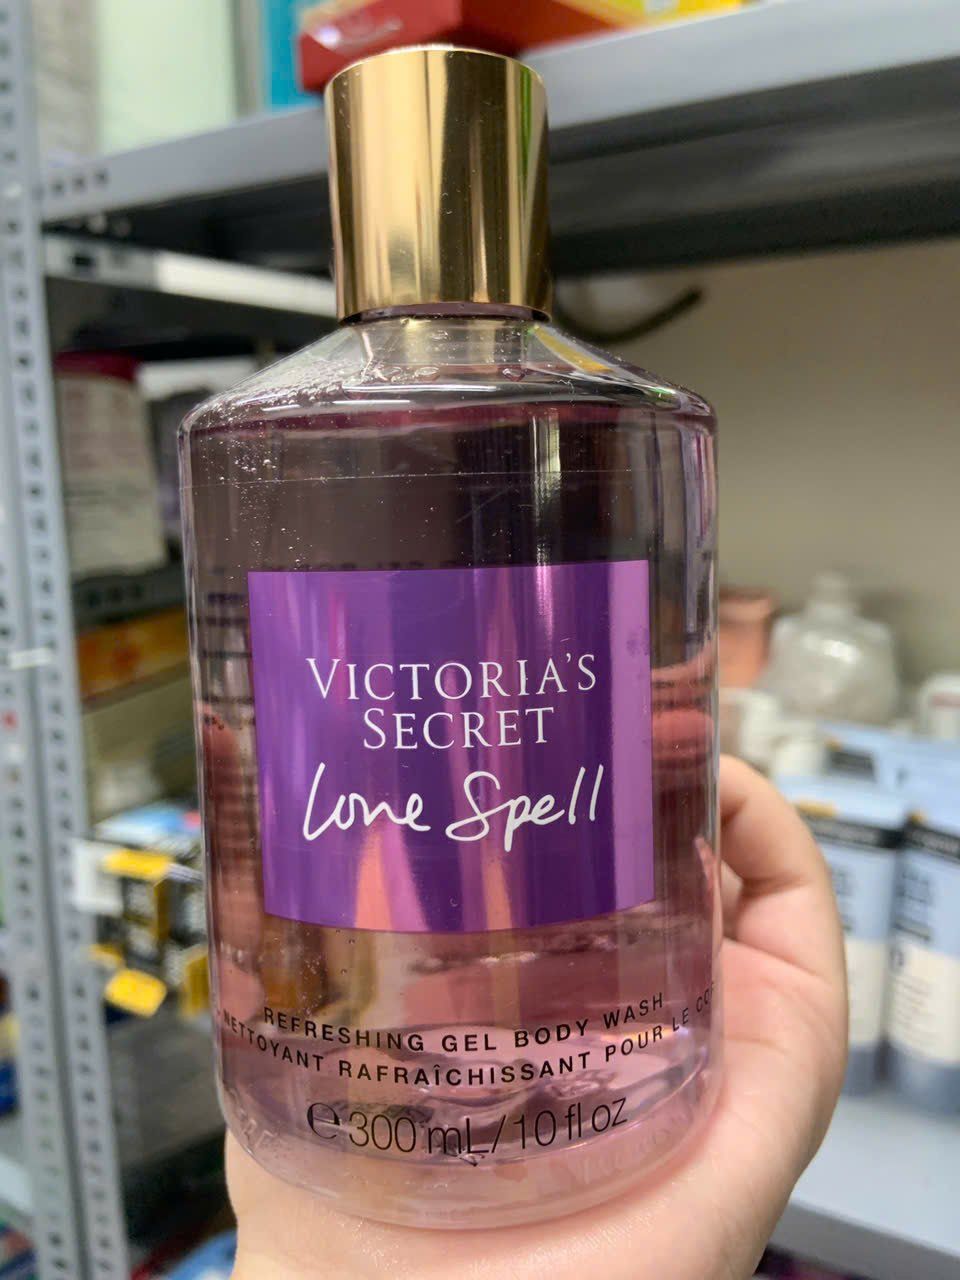 VICTORIA'S
SECRET
Love Spell
REFRESHING GEL BODY WASH
NETTOYANT RAFRAÎCHISSANT POUR LE
℮ 300 mL / 10 fl oz